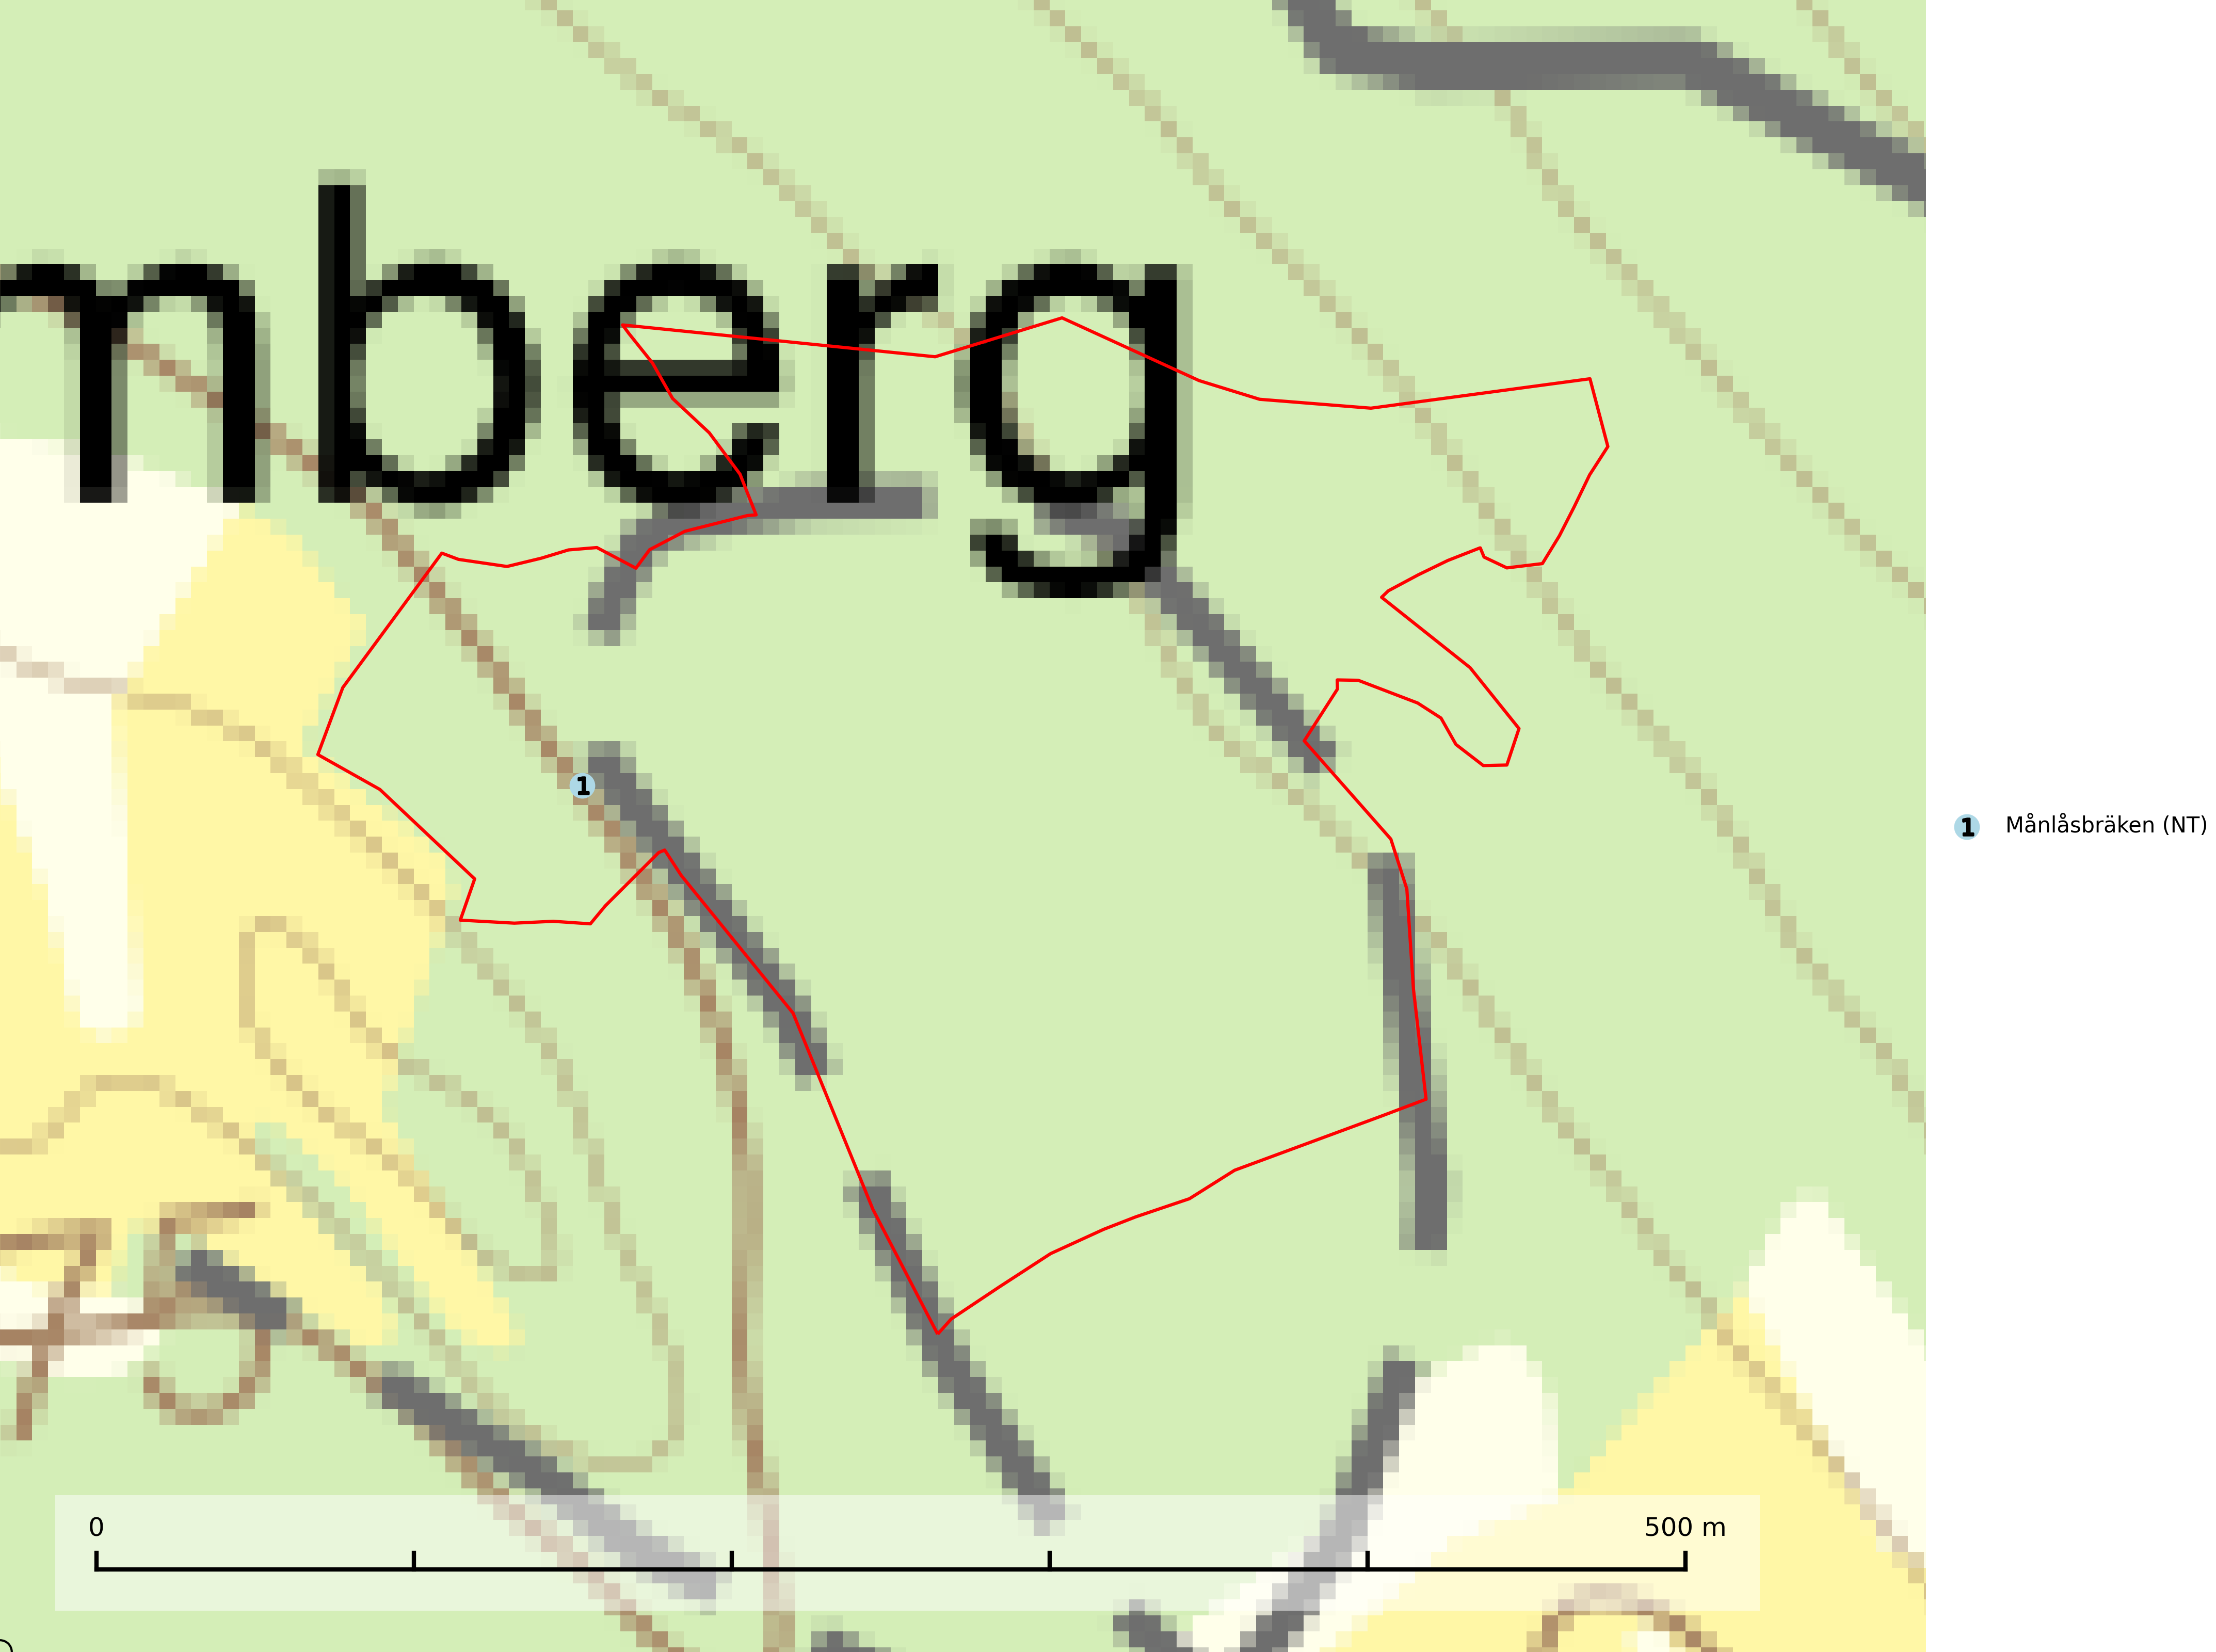 mberg
1
1 Månlåsbräken (NT)
0 500 m